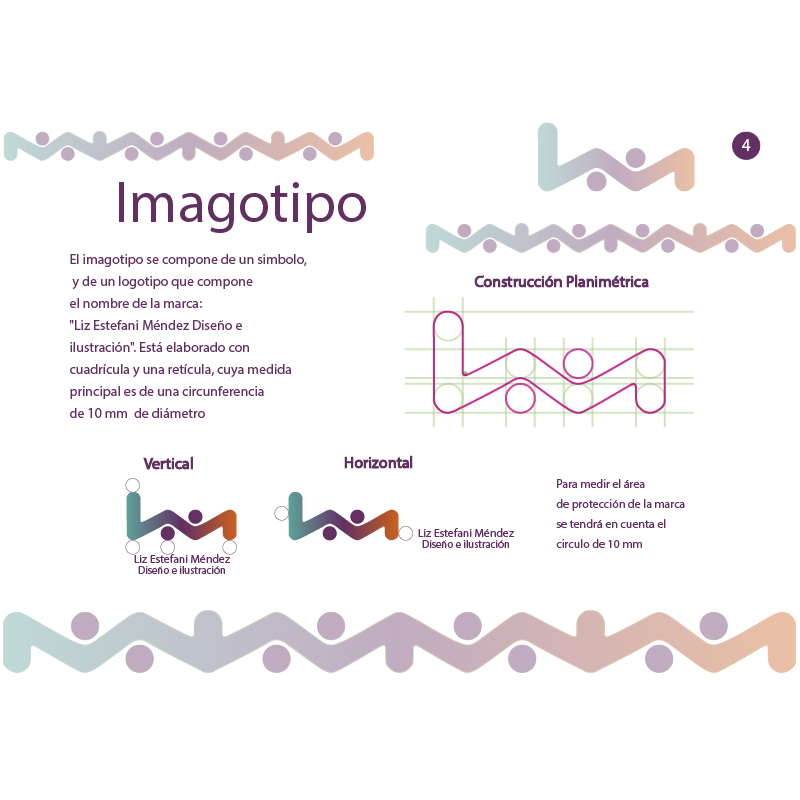 4
Imagotipo
El imagotipo se compone de un simbolo,
y de un logotipo que compone
el nombre de la marca:
"Liz Estefani Méndez Diseño e
ilustración". Está elaborado con
cuadrícula y una retícula, cuya medida
principal es de una circunferencia
de 10 mm de diámetro
Construcción Planimétrica
Vertical
Liz Estefani Méndez
Diseño e ilustración
Horizontal
Liz Estefani Méndez
Diseño e ilustración
Para medir el área
de protección de la marca
se tendrá en cuenta el
circulo de 10 mm